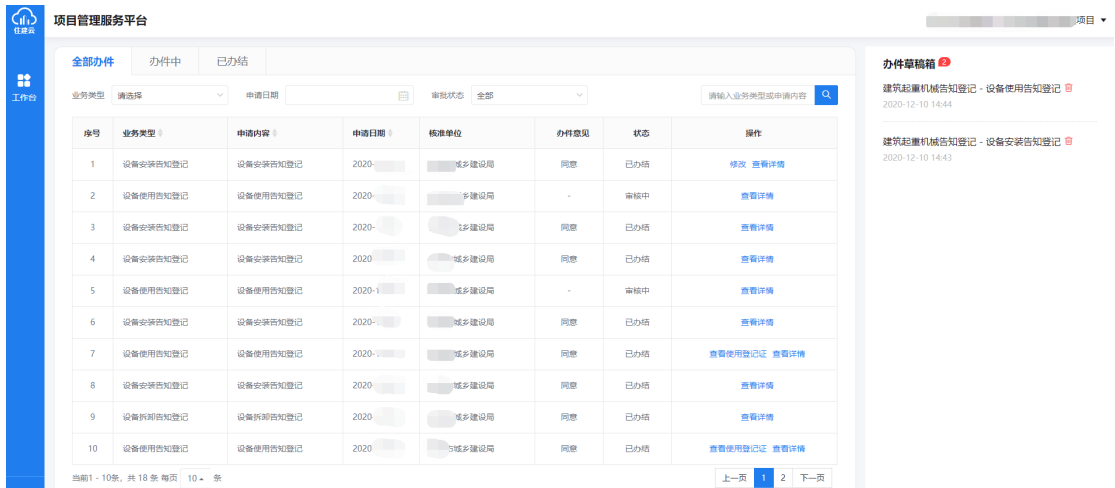 住建云
项目管理服务平台
项目
工作台
全部办件 办件中 已办结
业务类型 请选择 申请日期 审批状态 全部 请输入业务类型或申请内容
序号 业务类型 申请内容 申请日期 核准单位 办件意见 状态 操作
1 设备安装告知登记 设备安装告知登记 2020- 城乡建设局 同意 已办结 修改 查看详情
2 设备使用告知登记 设备使用告知登记 2020- 乡建设局 - 审核中 查看详情
3 设备安装告知登记 设备安装告知登记 2020- 乡建设局 同意 已办结 查看详情
4 设备安装告知登记 设备安装告知登记 2020 城乡建设局 同意 已办结 查看详情
5 设备使用告知登记 设备使用告知登记 2020-1 城乡建设局 - 审核中 查看详情
6 设备安装告知登记 设备安装告知登记 2020- 城乡建设局 同意 已办结 查看详情
7 设备使用告知登记 设备使用告知登记 2020- 城乡建设局 同意 已办结 查看使用登记证 查看详情
8 设备安装告知登记 设备安装告知登记 2020- 城乡建设局 同意 已办结 查看详情
9 设备拆卸告知登记 设备拆卸告知登记 2020- 城乡建设局 同意 已办结 查看详情
10 设备使用告知登记 设备使用告知登记 2020 城乡建设局 同意 已办结 查看使用登记证 查看详情
当前1 - 10条, 共 18 条 每页 10 条 上一页 1 2 下一页
办件草稿箱 2
建筑起重机械告知登记 - 设备使用告知登记
2020-12-10 14:44
建筑起重机械告知登记 - 设备安装告知登记
2020-12-10 14:43